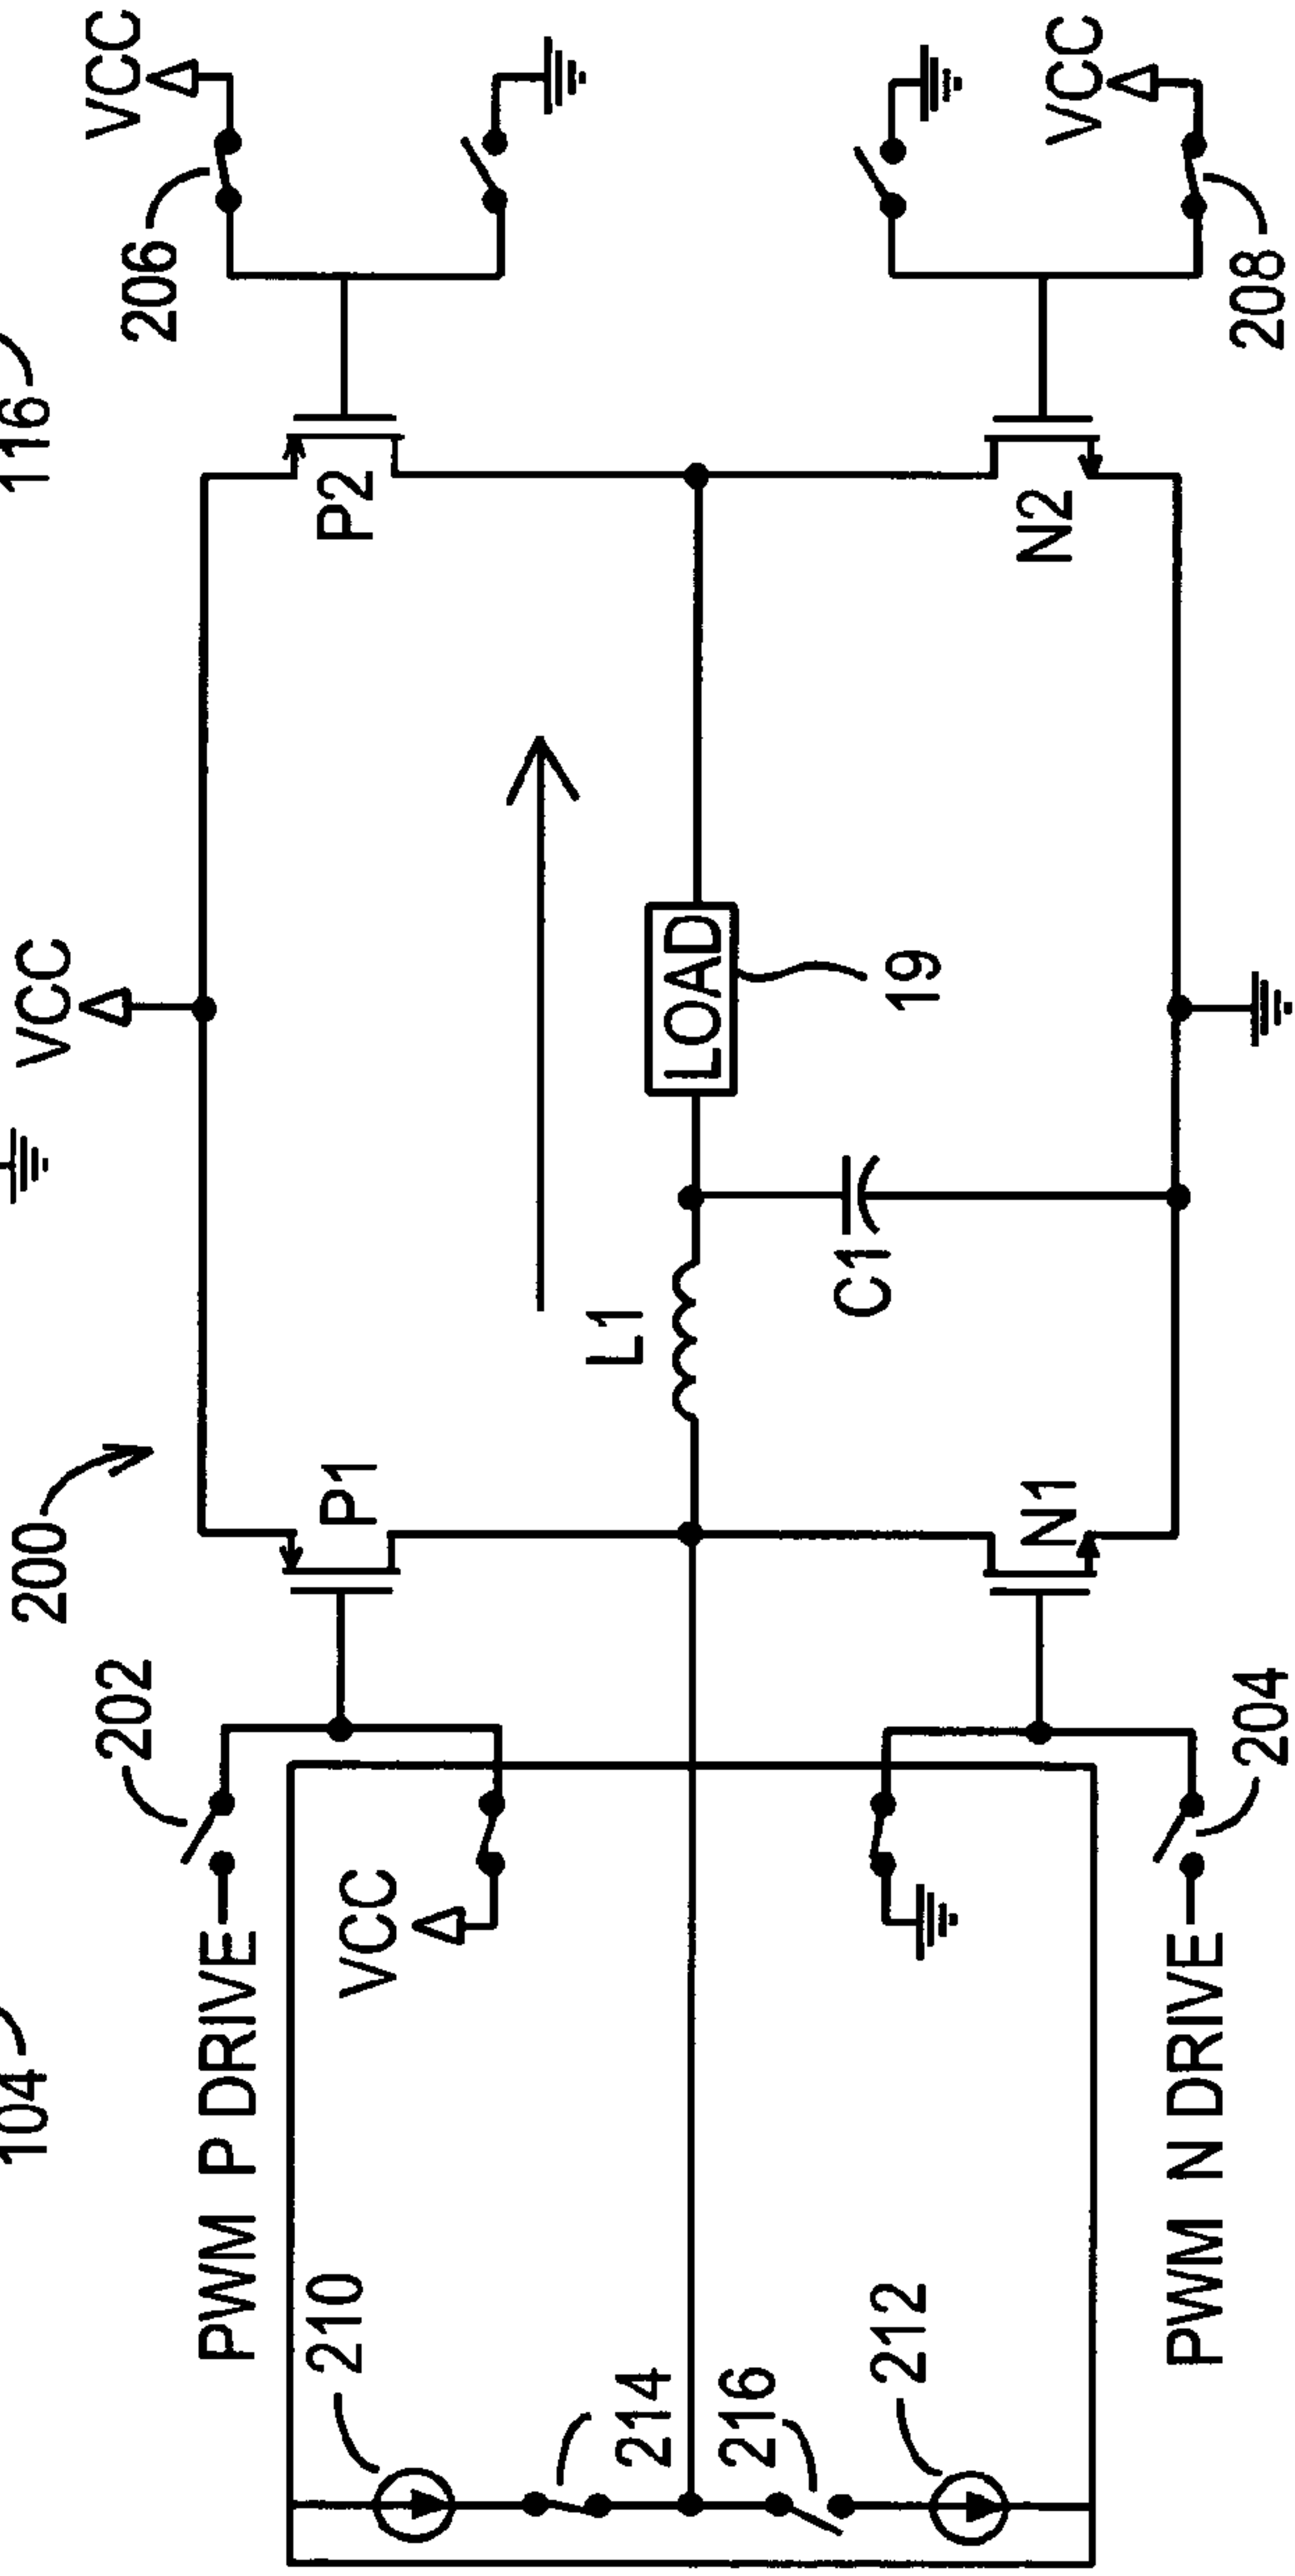 104
116
200
VCC
VCC
202
206
PWM P DRIVE
P1
P2
210
VCC
L1
LOAD
214
216
19
C1
212
N1
N2
VCC
PWM N DRIVE
204
208